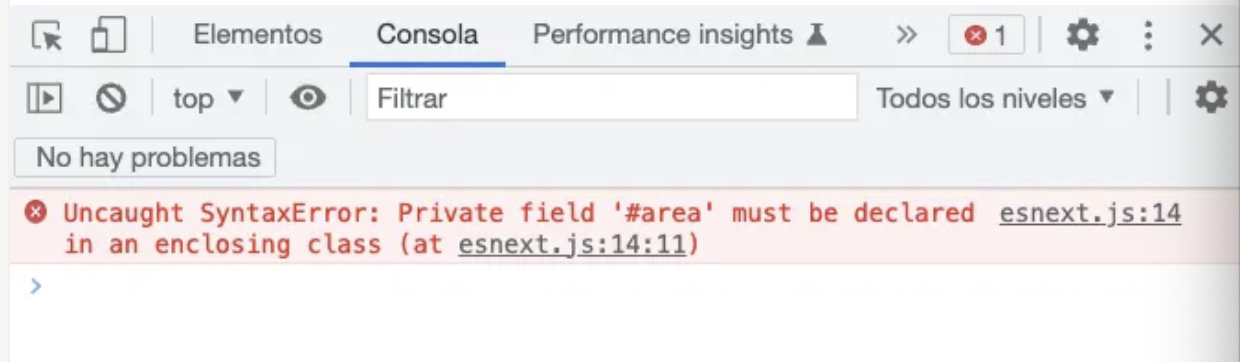 Elementos Consola Performance insights 1
top Filtrar Todos los niveles
No hay problemas
Uncaught SyntaxError: Private field '#area' must be declared esnext.js:14
in an enclosing class (at esnext.js:14:11)